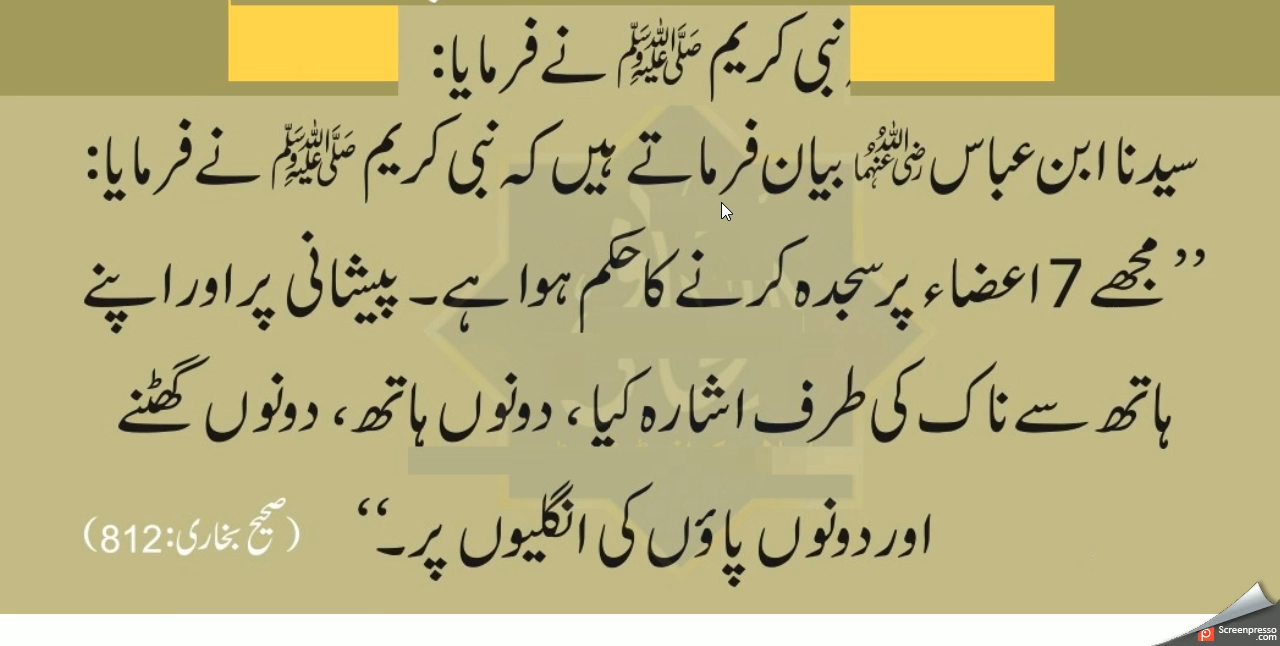 نبی کریم ﷺ نے فرمایا:
سیدنا ابن عباس رضی اللہ عنہما بیان فرماتے ہیں کہ نبی کریم ﷺ نے فرمایا:
’’مجھے 7 اعضاء پر سجدہ کرنے کا حکم ہوا ہے۔ پیشانی پر اور اپنے
ہاتھ سے ناک کی طرف اشارہ کیا، دونوں ہاتھ، دونوں گھٹنے
اور دونوں پاؤں کی انگلیوں پر۔‘‘ (صحیح بخاری: 812)
Screenpresso
.com